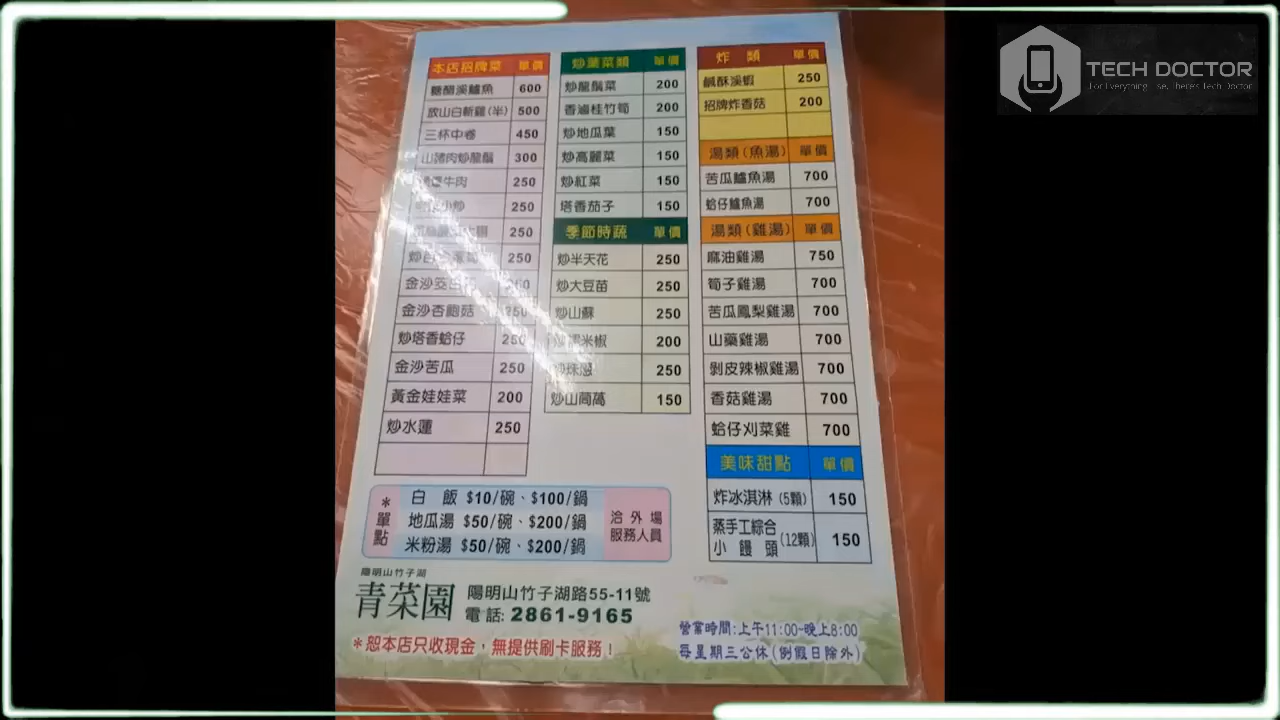 TECH DOCTOR
本店招牌菜 單價
糖醋溪鱸魚 600
放山白斬雞(半) 500
三杯中卷 450
山豬肉炒龍鬚 300
牛肉 250
小炒 250
250
炒 250
金沙筊白筍
金沙杏鮑菇 250
炒塔香蛤仔 250
金沙苦瓜 250
黃金娃娃菜 200
炒水蓮 250
炒葉菜類 單價
炒龍鬚菜 200
香滷桂竹筍 200
炒地瓜葉 150
炒高麗菜 150
炒紅菜 150
塔香茄子 150
季節時蔬 單價
炒半天花 250
炒大豆苗 250
炒山蘇 250
米椒 200
炒珠蔥 250
炒山茼萵 150
炸 類 單價
鹹酥溪蝦 250
招牌炸香菇 200
湯類(魚湯) 單價
苦瓜鱸魚湯 700
蛤仔鱸魚湯 700
湯類(雞湯) 單價
麻油雞湯 750
筍子雞湯 700
苦瓜鳳梨雞湯 700
山藥雞湯 700
剝皮辣椒雞湯 700
香菇雞湯 700
蛤仔刈菜雞 700
美味甜點 單價
炸冰淇淋(5顆) 150
蒸手工綜合
小饅頭(12顆) 150
*單點
白 飯 $10/碗、$100/鍋
地瓜湯 $50/碗、$200/鍋
米粉湯 $50/碗、$200/鍋
洽外場
服務人員
陽明山竹子湖
青菜園
陽明山竹子湖路55-11號
電話: 2861-9165
*恕本店只收現金，無提供刷卡服務！
營業時間:上午11:00~晚上8:00
每星期三公休(例假日除外)